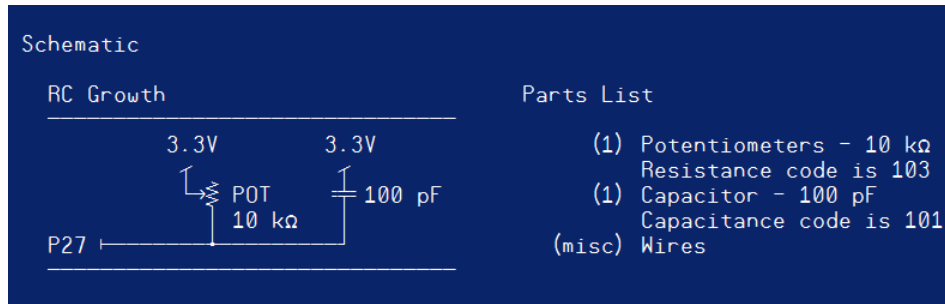 Schematic
RC Growth
Parts List
3.3V 3.3V
POT
10 kΩ
100 pF
P27
(1) Potentiometers - 10 kΩ
Resistance code is 103
(1) Capacitor - 100 pF
Capacitance code is 101
(misc) Wires